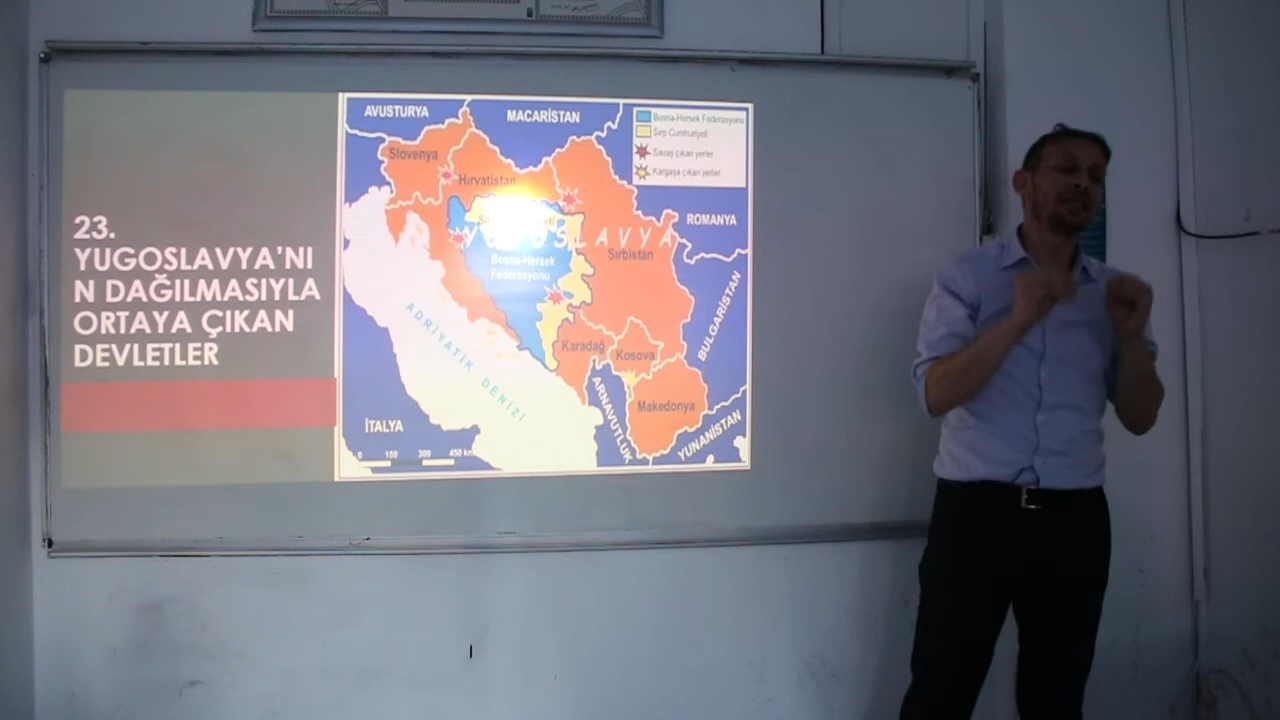 23.
YUGOSLAVYA’NI
N DAĞILMASIYLA
ORTAYA ÇIKAN
DEVLETLER
AVUSTURYA
MACARİSTAN
Bosna-Hersek Federasyonu
Sırp Cumhuriyeti
Savaş çıkan yerler
Kargaşa çıkan yerler
Slovenya
Hırvatistan
ROMANYA
YUGOSLAVYA
Sırbistan
Bosna-Hersek
Federasyonu
BULGARİSTAN
ADRİYATİK DENİZİ
Karadağ
Kosova
ARNAVUTLUK
Makedonya
YUNANİSTAN
İTALYA
0 150 300 450 km